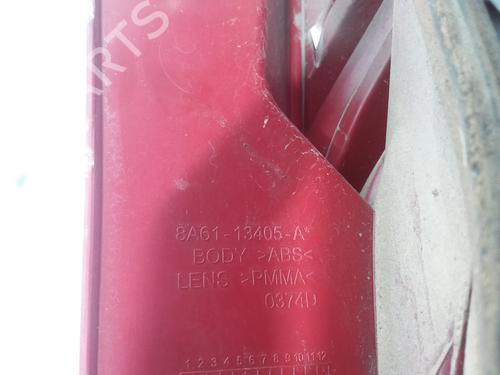 PARTS
8A61-13405-A*
BODY >ABS<
LENS >PMMA<
0374D
1 2 3 4 5 6 7 8 9 10 11 12